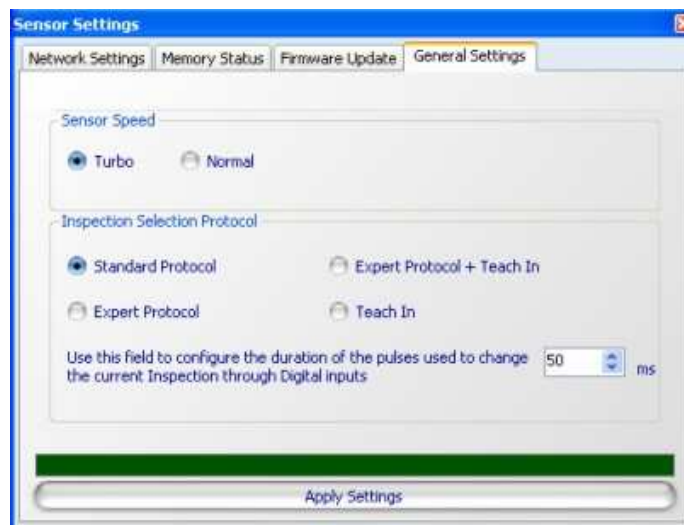 Sensor Settings
Network Settings Memory Status Firmware Update General Settings
Sensor Speed
Turbo Normal
Inspection Selection Protocol
Standard Protocol Expert Protocol + Teach In
Expert Protocol Teach In
Use this field to configure the duration of the pulses used to change 50 ms
the current Inspection through Digital inputs
Apply Settings